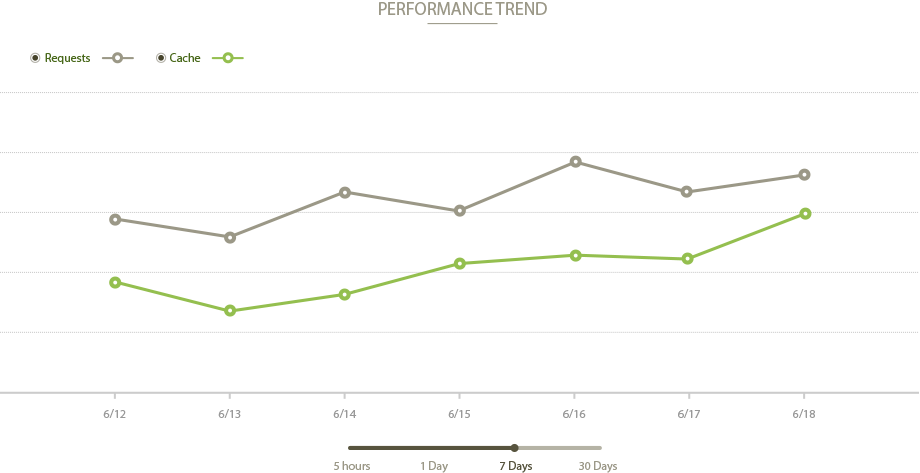 PERFORMANCE TREND
Requests Cache
6/12 6/13 6/14 6/15 6/16 6/17 6/18
5 hours 1 Day 7 Days 30 Days